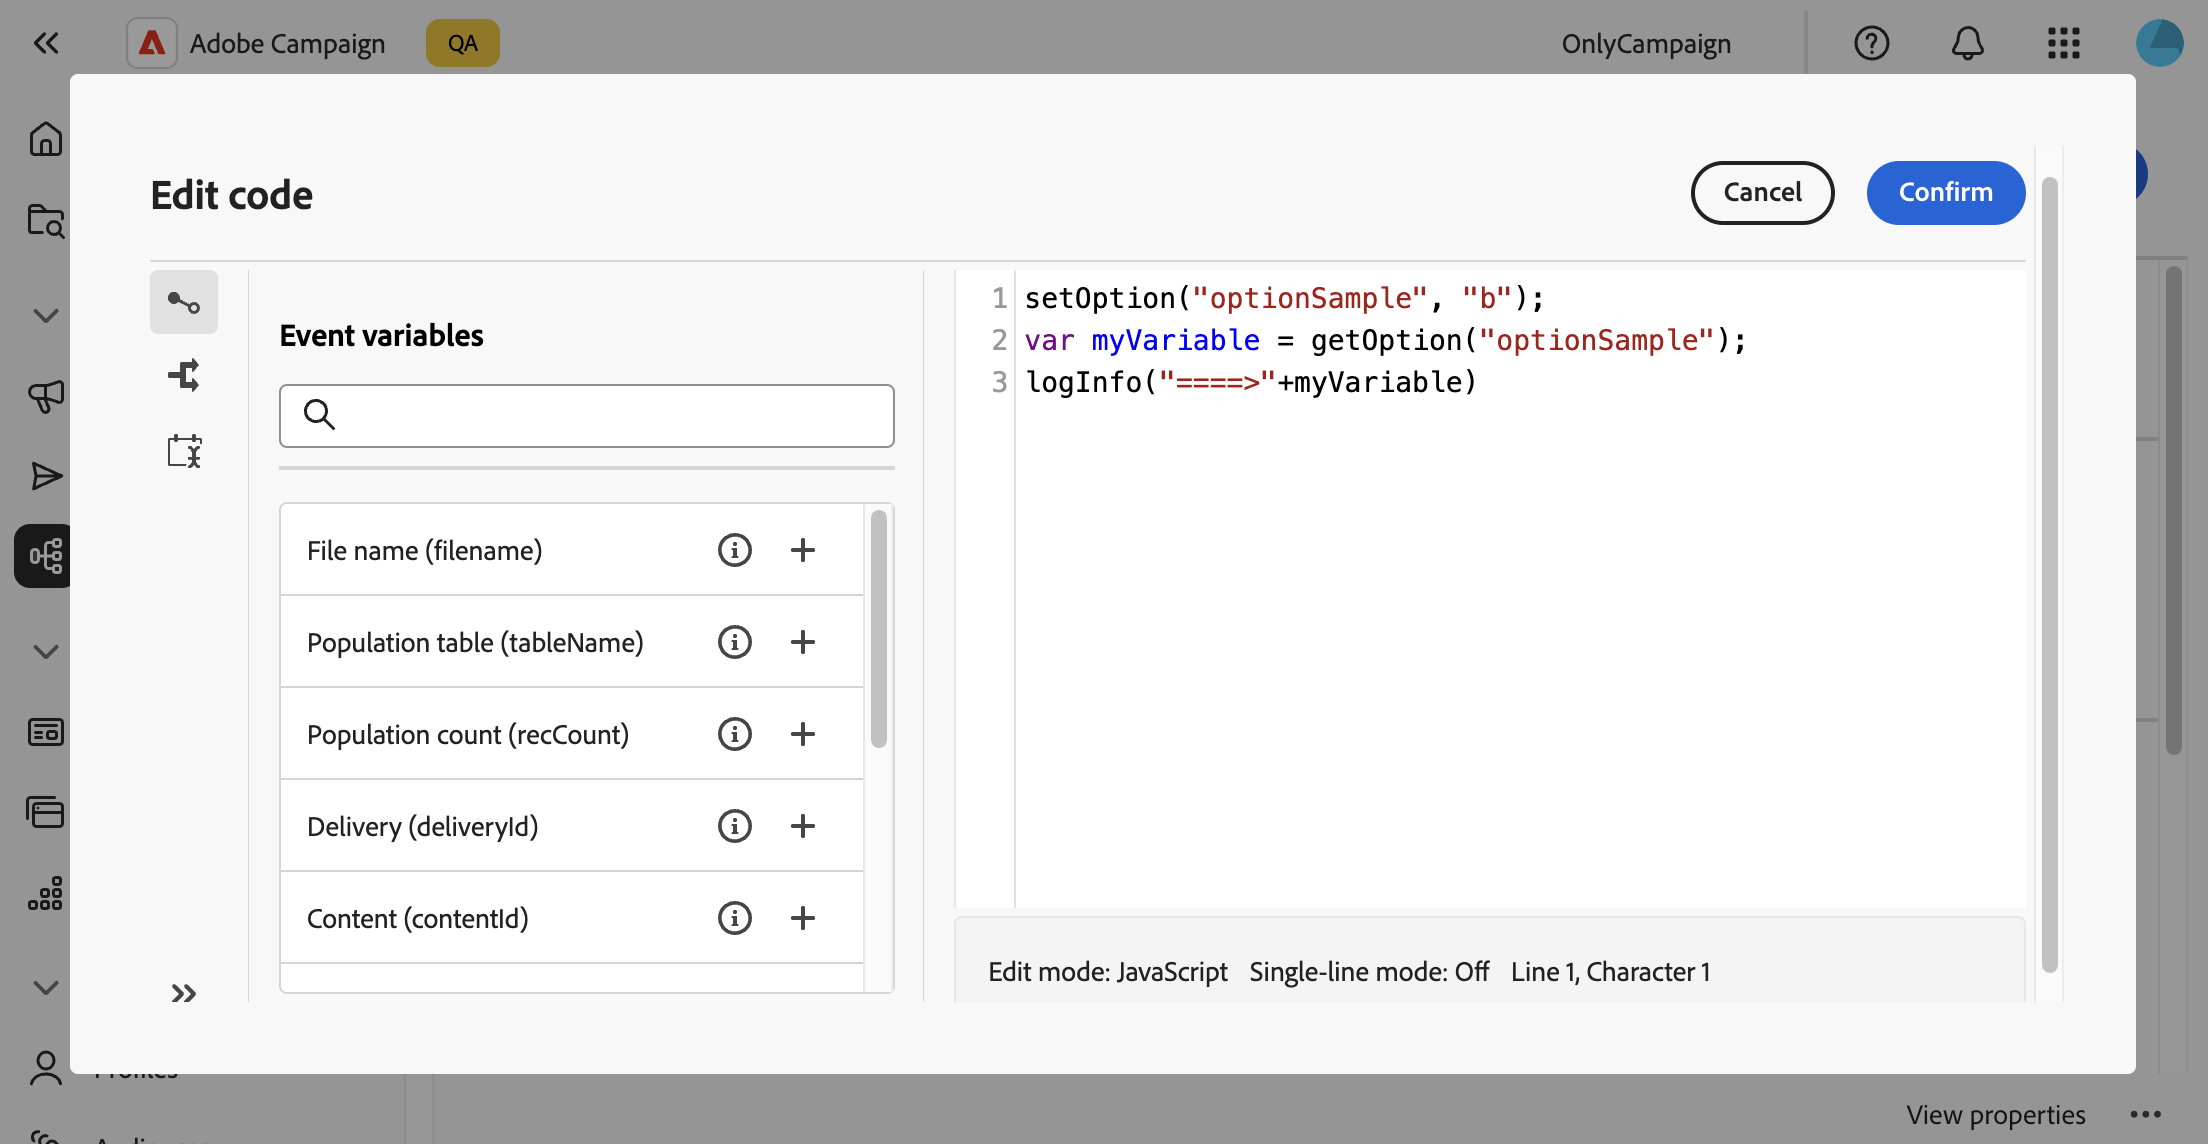 Adobe Campaign
QA
OnlyCampaign
Edit code
Cancel
Confirm
Event variables
File name (filename)
Population table (tableName)
Population count (recCount)
Delivery (deliveryId)
Content (contentId)
1 setOption("optionSample", "b");
2 var myVariable = getOption("optionSample");
3 logInfo("====>"+myVariable)
Edit mode: JavaScript Single-line mode: Off Line 1, Character 1
Profiles
View properties